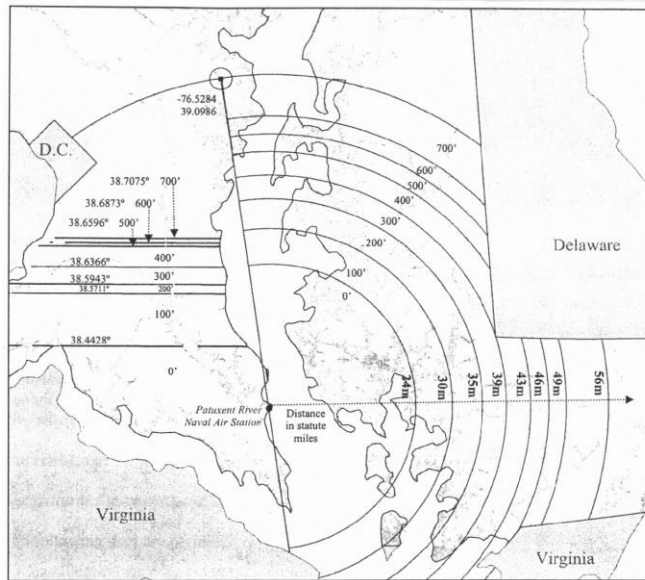 -76.5284
39.0986
D.C.
38.7075° 700'
38.6873° 600'
38.6596° 500'
38.6366° 400'
38.5943° 300'
38.5711° 200'
100'
38.4428°
0'
700'
600'
500'
400'
300'
200'
100'
0'
Delaware
24m
30m
35m
39m
43m
46m
49m
56m
Patuxent River
Naval Air Station
Distance
in statute
miles
Virginia
Virginia